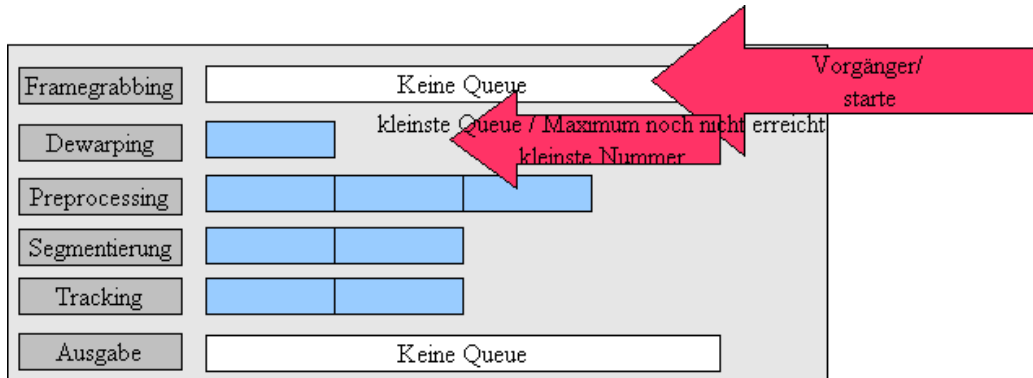 Vorgänger/
starte
Framegrabbing
Keine Queue
kleinste Queue / Maximum noch nicht erreicht
kleinste Nummer
Dewarping
Preprocessing
Segmentierung
Tracking
Ausgabe
Keine Queue